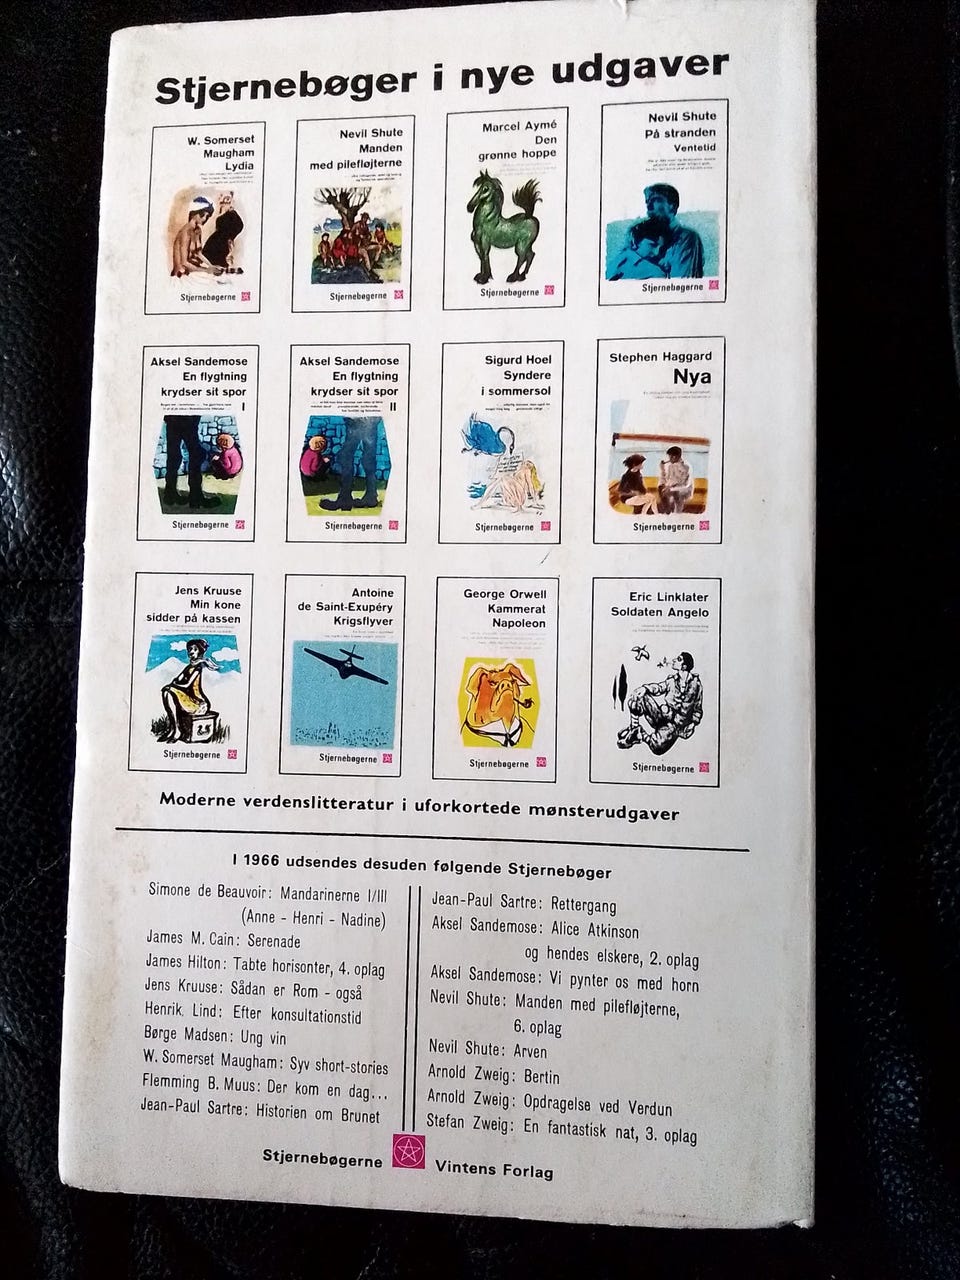 Stjernebøger i nye udgaver
W. Somerset
Maugham
Lydia
Stjernebøgerne
Nevil Shute
Manden
med pilefløjterne
Stjernebøgerne
Marcel Aymé
Den
grønne hoppe
Stjernebøgerne
Nevil Shute
På stranden
Ventetid
Stjernebøgerne
Aksel Sandemose
En flygtning
krydser sit spor
I
Stjernebøgerne
Aksel Sandemose
En flygtning
krydser sit spor
II
Stjernebøgerne
Sigurd Hoel
Syndere
i sommersol
Stjernebøgerne
Stephen Haggard
Nya
Stjernebøgerne
Jens Kruuse
Min kone
sidder på kassen
Stjernebøgerne
Antoine
de Saint-Exupéry
Krigsflyver
Stjernebøgerne
George Orwell
Kammerat
Napoleon
Stjernebøgerne
Eric Linklater
Soldaten Angelo
Stjernebøgerne
Moderne verdenslitteratur i uforkortede mønsterudgaver
I 1966 udsendes desuden følgende Stjernebøger
Simone de Beauvoir: Mandarinerne I/III
(Anne - Henri - Nadine)
James M. Cain: Serenade
James Hilton: Tabte horisonter, 4. oplag
Jens Kruuse: Sådan er Rom - også
Henrik Lind: Efter konsultationstid
Børge Madsen: Ung vin
W. Somerset Maugham: Syv short-stories
Flemming B. Muus: Der kom en dag...
Jean-Paul Sartre: Historien om Brunet
Jean-Paul Sartre: Rettergang
Aksel Sandemose: Alice Atkinson
og hendes elskere, 2. oplag
Aksel Sandemose: Vi pynter os med horn
Nevil Shute: Manden med pilefløjterne,
6. oplag
Nevil Shute: Arven
Arnold Zweig: Bertin
Arnold Zweig: Opdragelse ved Verdun
Stefan Zweig: En fantastisk nat, 3. oplag
Stjernebøgerne Vintens Forlag